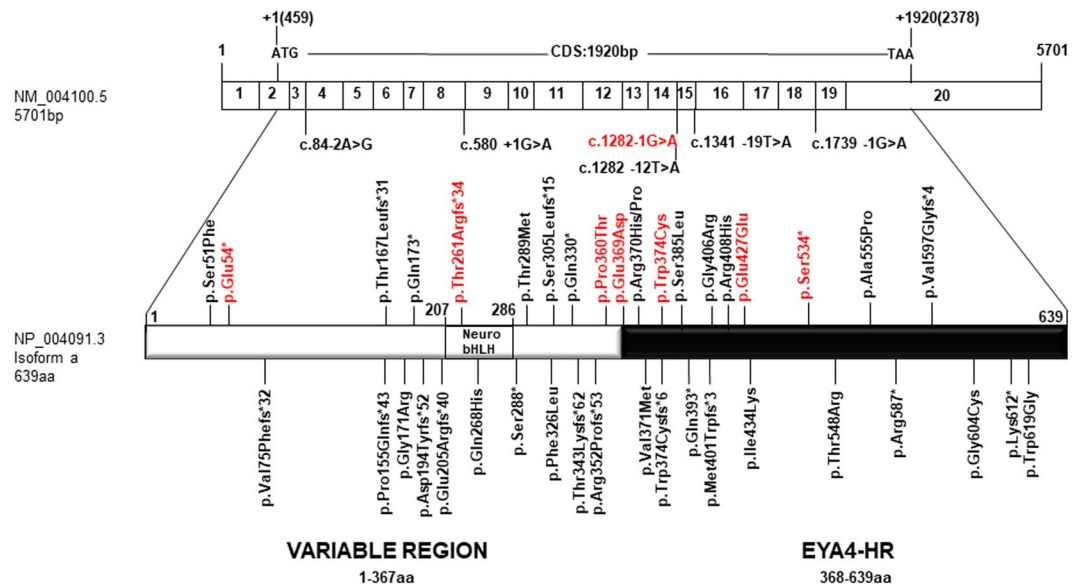 +1(459)
+1920(2378)
1
ATG
CDS:1920bp
TAA
5701
NM_004100.5
5701bp
1 2 3 4 5 6 7 8 9 10 11 12 13 14 15 16 17 18 19 20
c.84-2A>G
c.580 +1G>A
c.1282-1G>A
c.1341 -19T>A
c.1739 -1G>A
c.1282 -12T>A
p.Ser51Phe
p.Glu54*
p.Thr167Leufs*31
p.Gln173*
p.Thr261Argfs*34
p.Thr289Met
p.Ser305Leufs*15
p.Gln330*
p.Pro360Thr
p.Glu369Asp
p.Arg370His/Pro
p.Trp374Cys
p.Ser385Leu
p.Gly406Arg
p.Arg408His
p.Glu427Glu
p.Ser534*
p.Ala555Pro
p.Val597Glyfs*4
1
207
286
639
NP_004091.3
Isoform a
639aa
Neuro
bHLH
p.Val75Phefs*32
p.Pro155Glnfs*43
p.Gly171Arg
p.Asp194Tyrfs*52
p.Glu205Argfs*40
p.Gln268His
p.Ser288*
p.Phe326Leu
p.Thr343Lysfs*62
p.Arg352Profs*53
p.Val371Met
p.Trp374Cysfs*6
p.Gln393*
p.Met401Trpfs*3
p.Ile434Lys
p.Thr548Arg
p.Arg587*
p.Gly604Cys
p.Lys612*
p.Trp619Gly
VARIABLE REGION
1-367aa
EYA4-HR
368-639aa